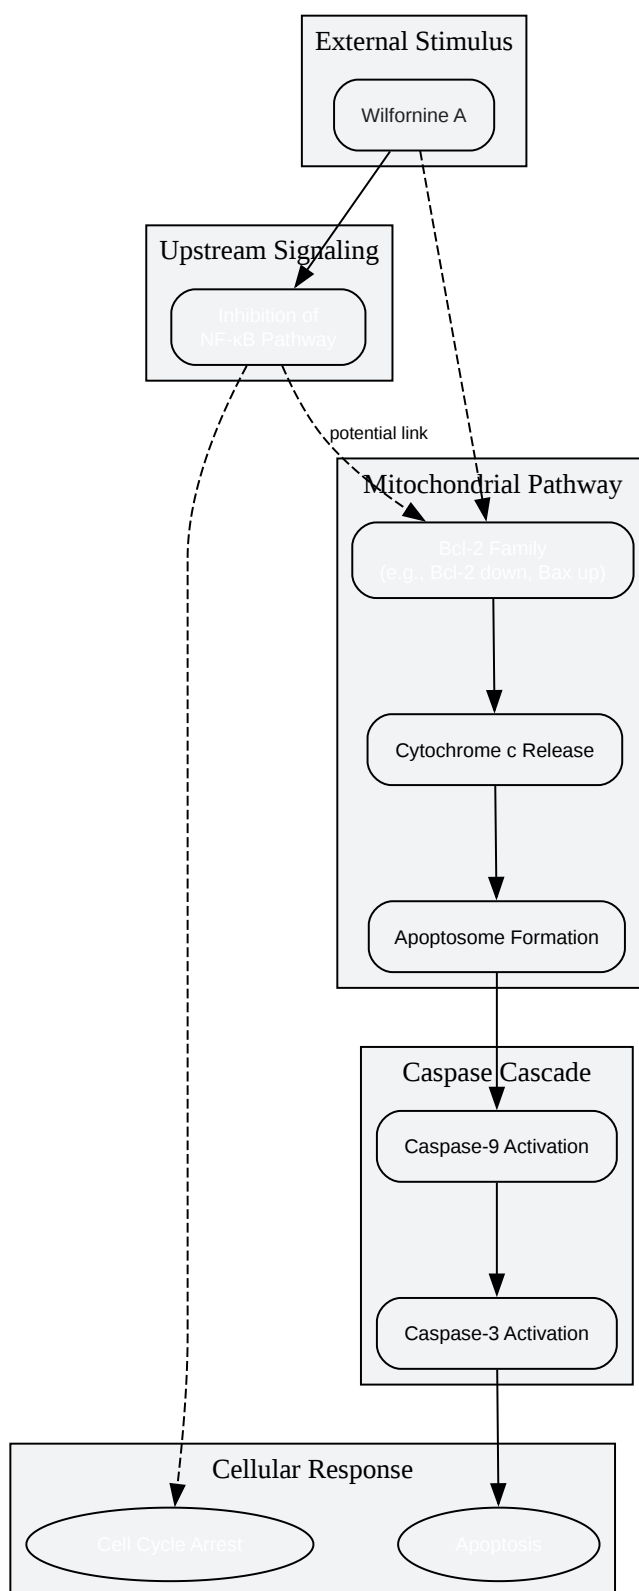 External Stimulus
Wilfornine A
Upstream Signaling
Inhibition of
NF-κB Pathway
potential link
Mitochondrial Pathway
Bcl-2 Family
(e.g., Bcl-2 down, Bax up)
Cytochrome c Release
Apoptosome Formation
Caspase Cascade
Caspase-9 Activation
Caspase-3 Activation
Cellular Response
Cell Cycle Arrest
Apoptosis